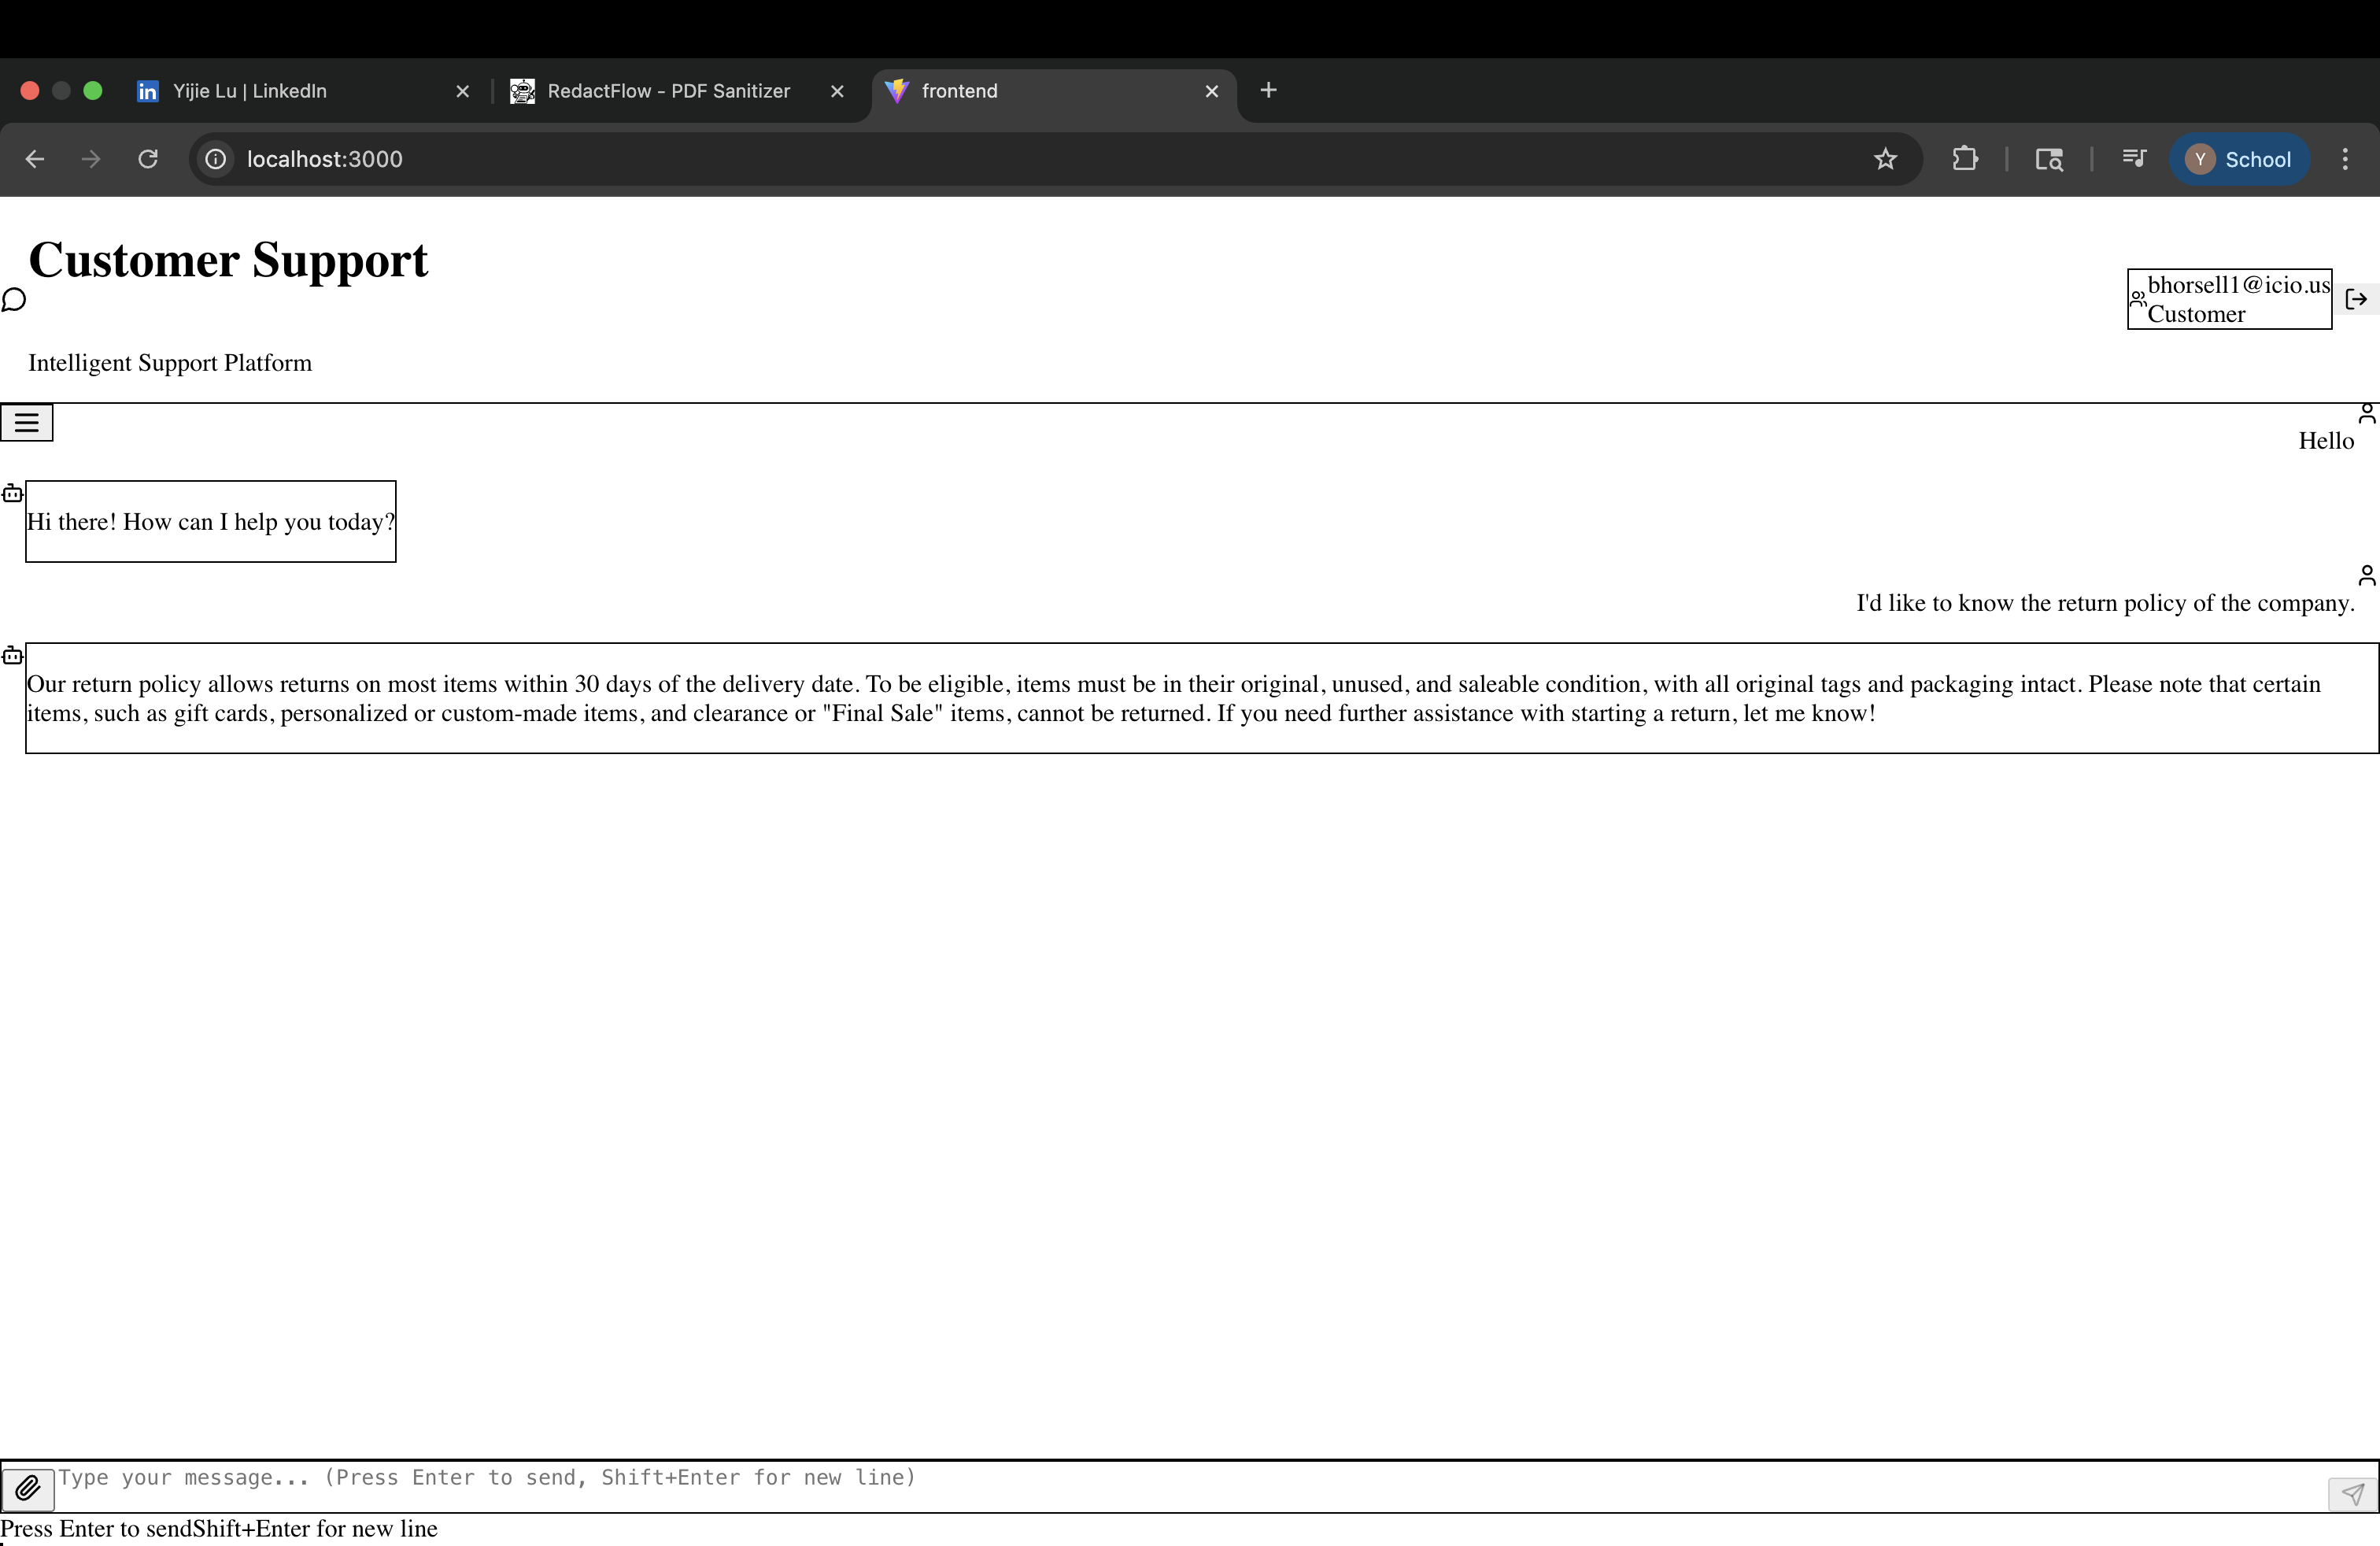 Yijie Lu | LinkedIn
RedactFlow - PDF Sanitizer
frontend
localhost:3000
Y School
Customer Support
bhorsell1@icio.us
Customer
Intelligent Support Platform
Hello
Hi there! How can I help you today?
I'd like to know the return policy of the company.
Our return policy allows returns on most items within 30 days of the delivery date. To be eligible, items must be in their original, unused, and saleable condition, with all original tags and packaging intact. Please note that certain
items, such as gift cards, personalized or custom-made items, and clearance or "Final Sale" items, cannot be returned. If you need further assistance with starting a return, let me know!
Type your message... (Press Enter to send, Shift+Enter for new line)
Press Enter to sendShift+Enter for new line